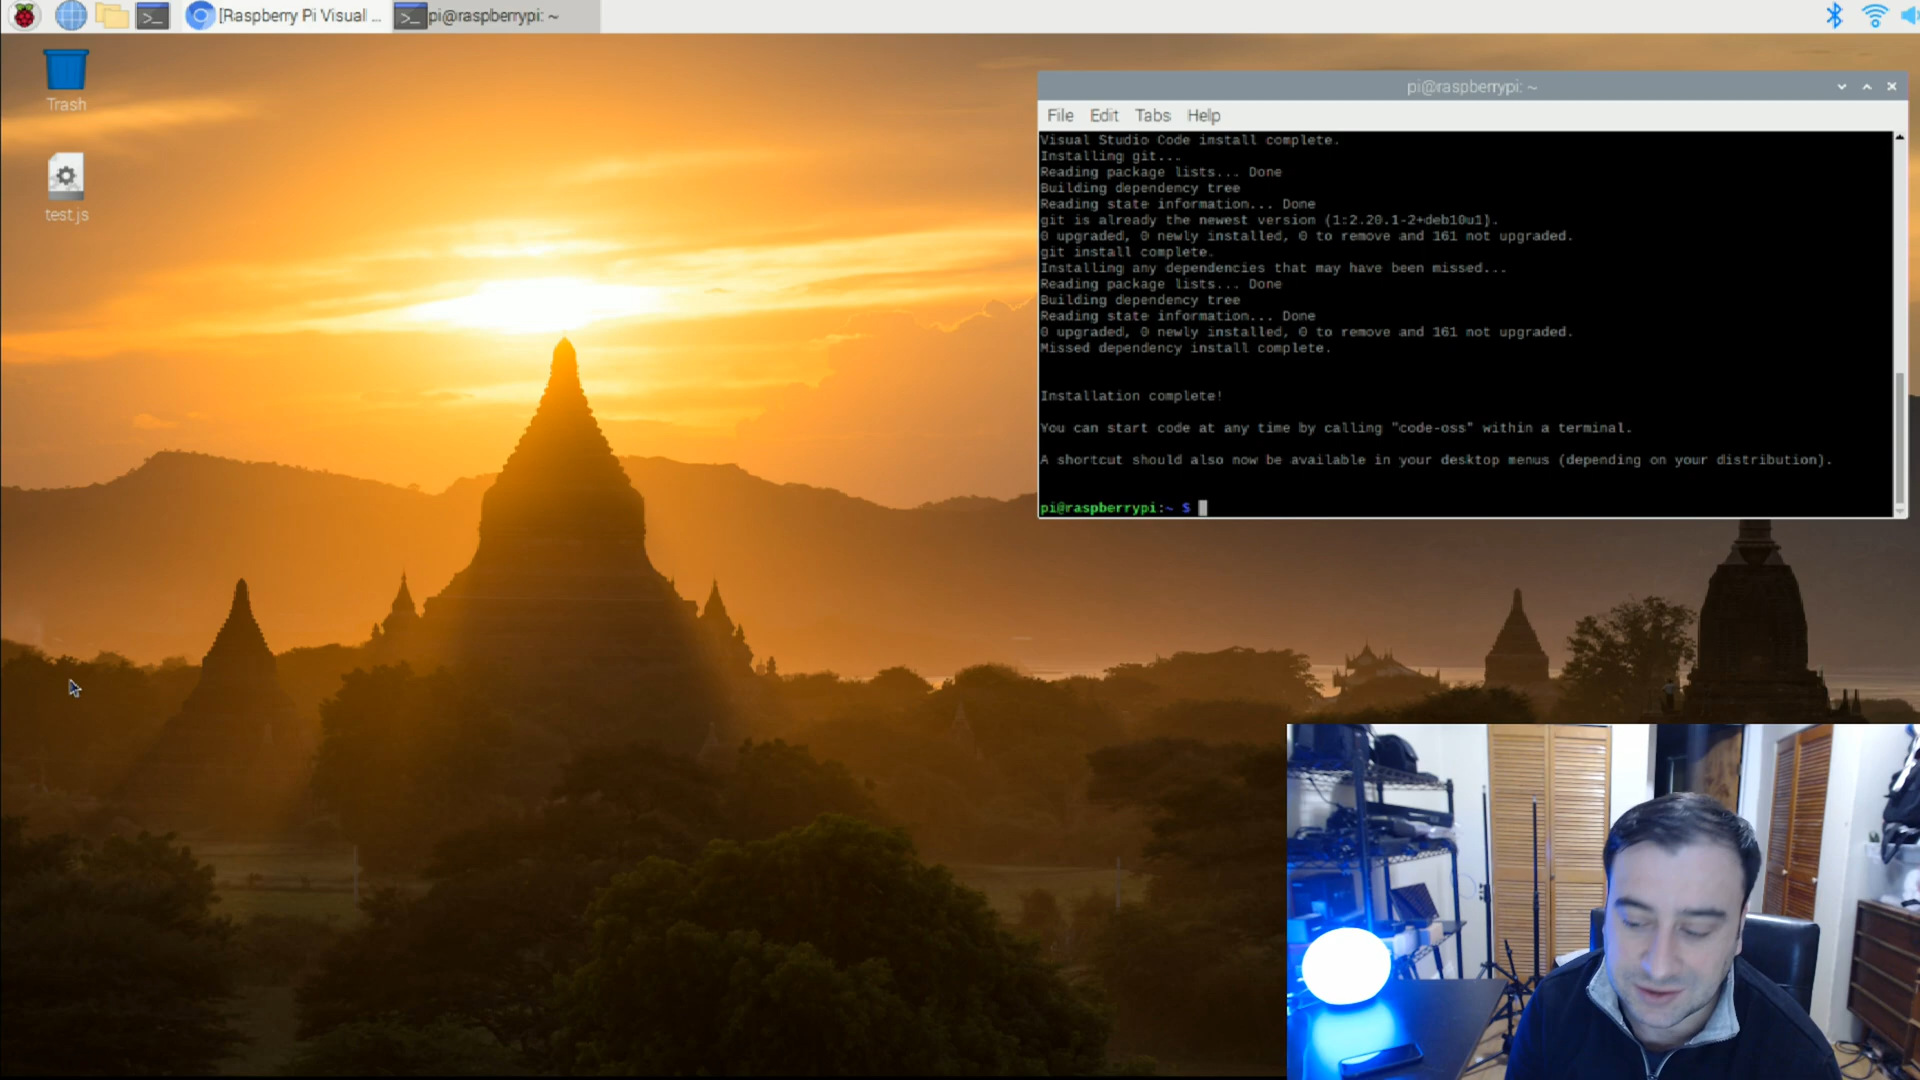 [Raspberry Pi Visual ...
pi@raspberrypi: ~
Trash
test.js
pi@raspberrypi: ~
File Edit Tabs Help
Visual Studio Code install complete.
Installing git...
Reading package lists... Done
Building dependency tree
Reading state information... Done
git is already the newest version (1:2.20.1-2+deb10u1).
0 upgraded, 0 newly installed, 0 to remove and 161 not upgraded.
git install complete.
Installing any dependencies that may have been missed...
Reading package lists... Done
Building dependency tree
Reading state information... Done
0 upgraded, 0 newly installed, 0 to remove and 161 not upgraded.
Missed dependency install complete.
Installation complete!
You can start code at any time by calling "code-oss" within a terminal.
A shortcut should also now be available in your desktop menus (depending on your distribution).
pi@raspberrypi:~ $